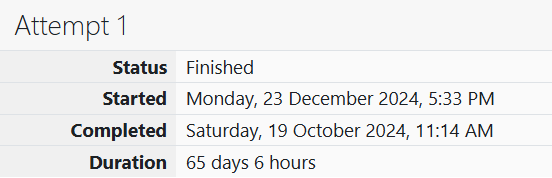 Attempt 1
Status Finished
Started Monday, 23 December 2024, 5:33 PM
Completed Saturday, 19 October 2024, 11:14 AM
Duration 65 days 6 hours